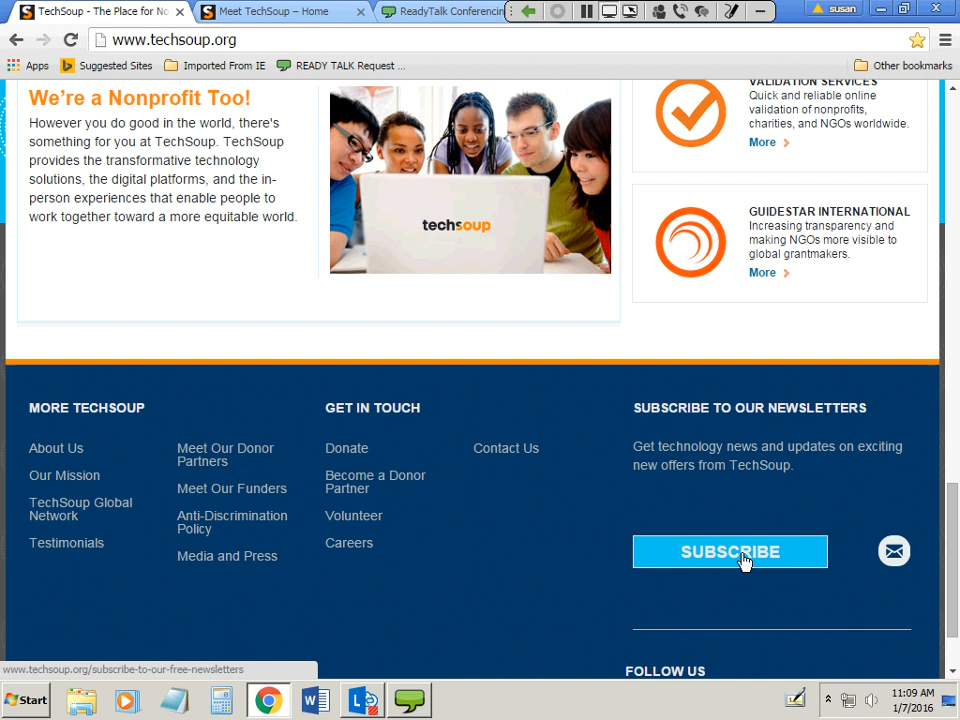 TechSoup - The Place for No
Meet TechSoup – Home
ReadyTalk Conferencin
susan
www.techsoup.org
Apps
Suggested Sites
Imported From IE
READY TALK Request ...
Other bookmarks
We're a Nonprofit Too!
However you do good in the world, there's
something for you at TechSoup. TechSoup
provides the transformative technology
solutions, the digital platforms, and the in-
person experiences that enable people to
work together toward a more equitable world.
techsoup
VALIDATION SERVICES
Quick and reliable online
validation of nonprofits,
charities, and NGOs worldwide.
More
GUIDESTAR INTERNATIONAL
Increasing transparency and
making NGOs more visible to
global grantmakers.
More
MORE TECHSOUP
About Us
Our Mission
TechSoup Global
Network
Testimonials
Meet Our Donor
Partners
Meet Our Funders
Anti-Discrimination
Policy
Media and Press
GET IN TOUCH
Donate
Become a Donor
Partner
Volunteer
Careers
Contact Us
SUBSCRIBE TO OUR NEWSLETTERS
Get technology news and updates on exciting
new offers from TechSoup.
SUBSCRIBE
FOLLOW US
www.techsoup.org/subscribe-to-our-free-newsletters
Start
11:09 AM
1/7/2016